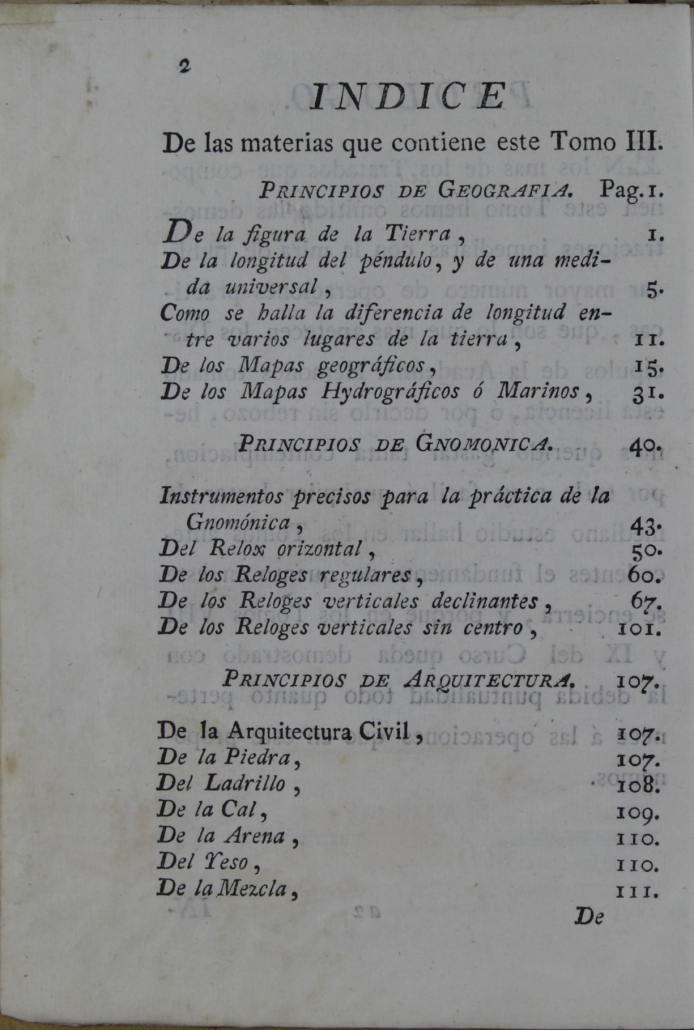 2
INDICE
De las materias que contiene este Tomo III.
PRINCIPIOS DE GEOGRAFIA. Pag. 1.
De la figura de la Tierra, 1.
De la longitud del péndulo, y de una medi-
da universal, 5.
Como se halla la diferencia de longitud en-
tre varios lugares de la tierra, 11.
De los Mapas geográficos, 15.
De los Mapas Hydrográficos ó Marinos, 31.
PRINCIPIOS DE GNOMONICA. 40.
Instrumentos precisos para la práctica de la
Gnomónica, 43.
Del Relox orizontal, 50.
De los Reloges regulares, 60.
De los Reloges verticales declinantes, 67.
De los Reloges verticales sin centro, 101.
PRINCIPIOS DE ARQUITECTURA. 107.
De la Arquitectura Civil, 107.
De la Piedra, 107.
Del Ladrillo, 108.
De la Cal, 109.
De la Arena, 110.
Del Yeso, 110.
De la Mezcla, 111.
De